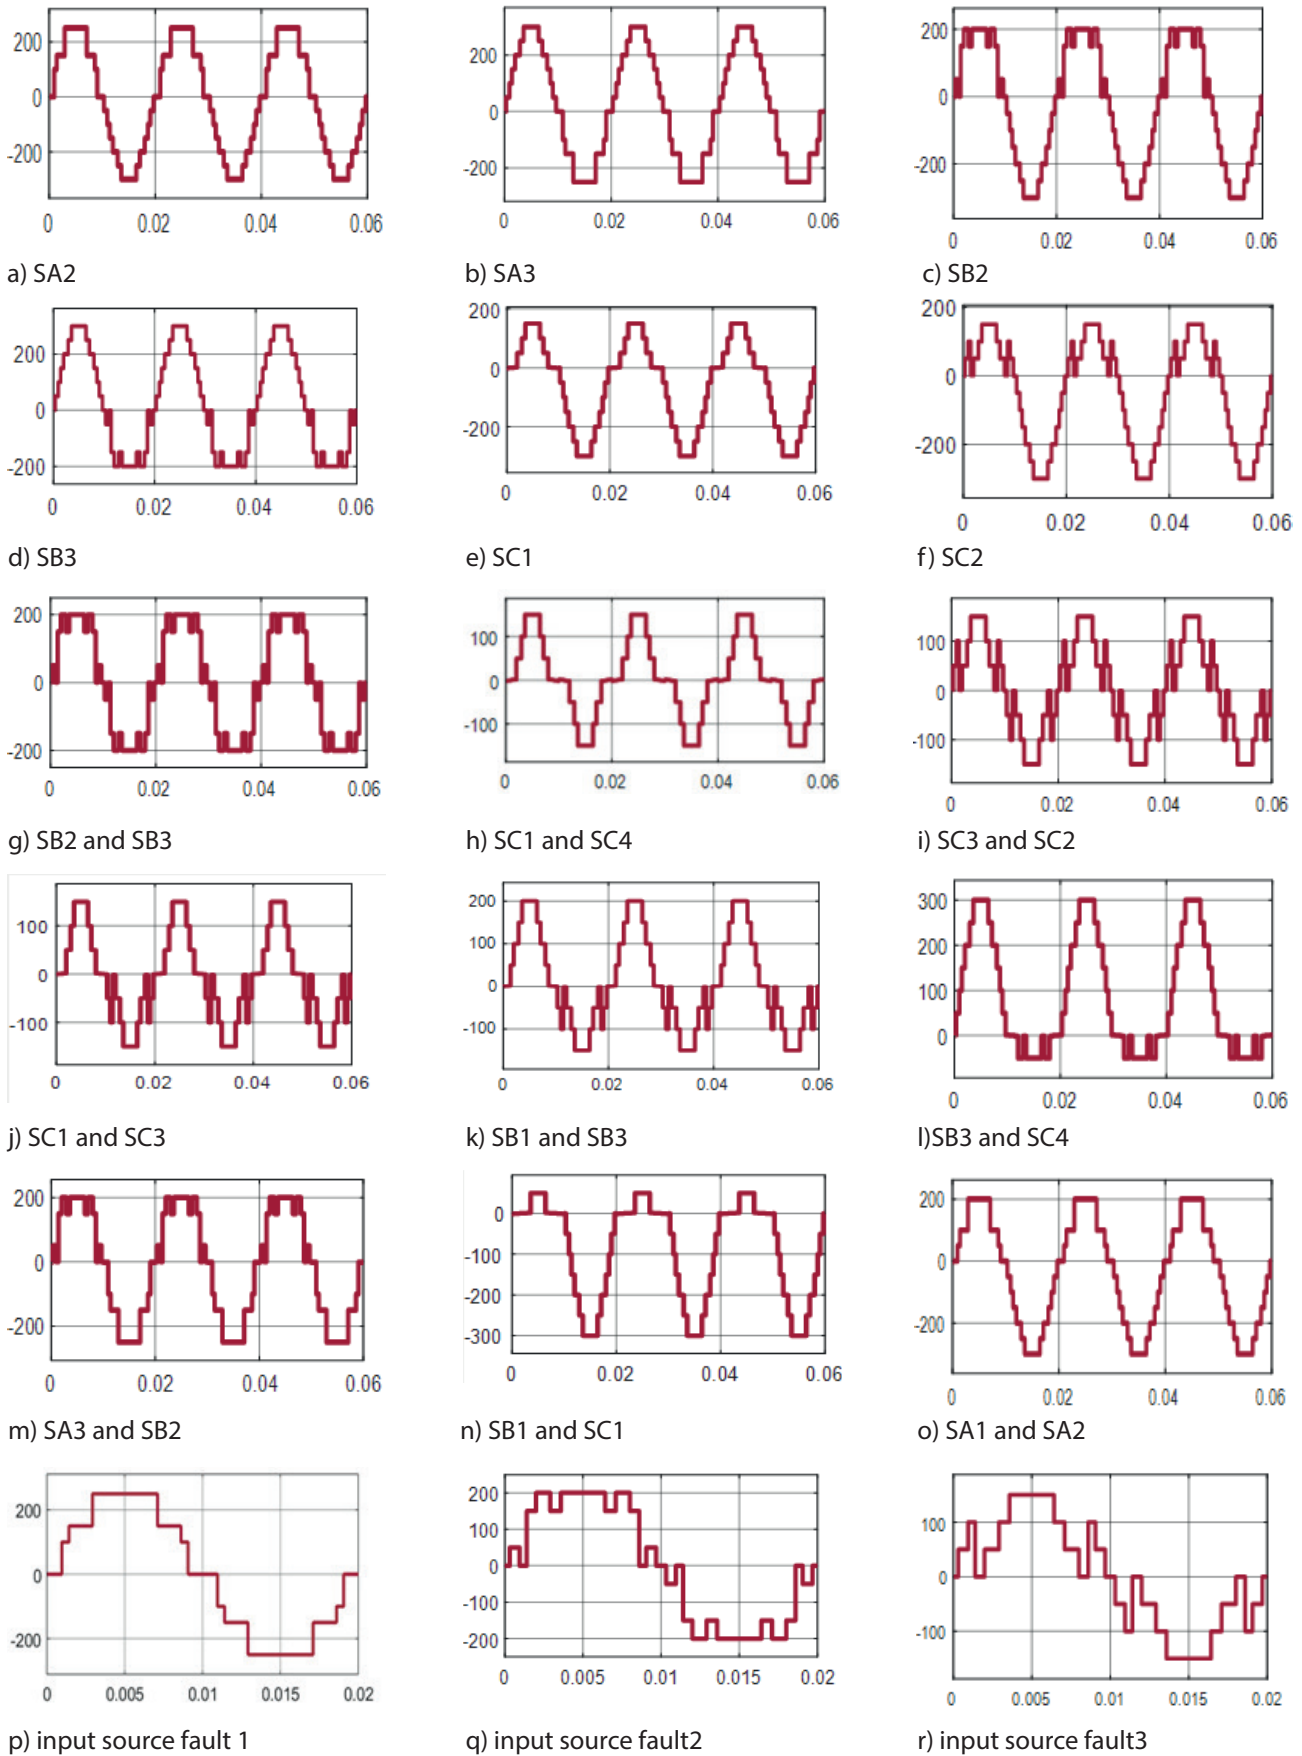 200
0
-200
0 0.02 0.04 0.06
a) SA2
200
0
-200
0 0.02 0.04 0.06
b) SA3
200
0
-200
0 0.02 0.04 0.06
c) SB2
200
0
-200
0 0.02 0.04 0.06
d) SB3
200
0
-200
0 0.02 0.04 0.06
e) SC1
200
0
-200
0 0.02 0.04 0.06
f) SC2
200
0
-200
0 0.02 0.04 0.06
g) SB2 and SB3
100
0
-100
0 0.02 0.04 0.06
h) SC1 and SC4
100
0
-100
0 0.02 0.04 0.06
i) SC3 and SC2
100
0
-100
0 0.02 0.04 0.06
j) SC1 and SC3
200
100
0
-100
0 0.02 0.04 0.06
k) SB1 and SB3
300
200
100
0
0 0.02 0.04 0.06
l)SB3 and SC4
200
0
-200
0 0.02 0.04 0.06
m) SA3 and SB2
0
-100
-200
-300
0 0.02 0.04 0.06
n) SB1 and SC1
200
0
-200
0 0.02 0.04 0.06
o) SA1 and SA2
200
0
-200
0 0.005 0.01 0.015 0.02
p) input source fault 1
200
100
0
-100
-200
0 0.005 0.01 0.015 0.02
q) input source fault2
100
0
-100
0 0.005 0.01 0.015 0.02
r) input source fault3